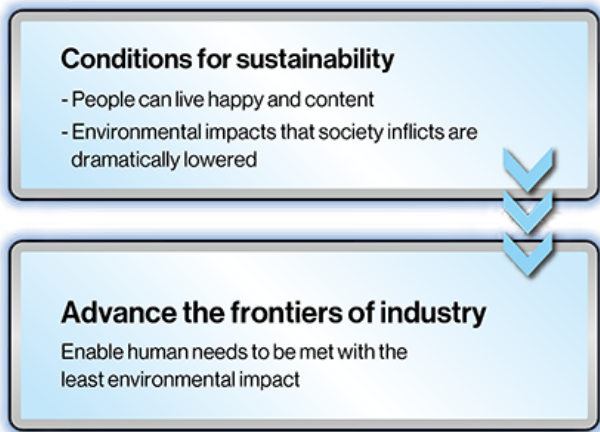 Conditions for sustainability
- People can live happy and content
- Environmental impacts that society inflicts are
dramatically lowered
Advance the frontiers of industry
Enable human needs to be met with the
least environmental impact